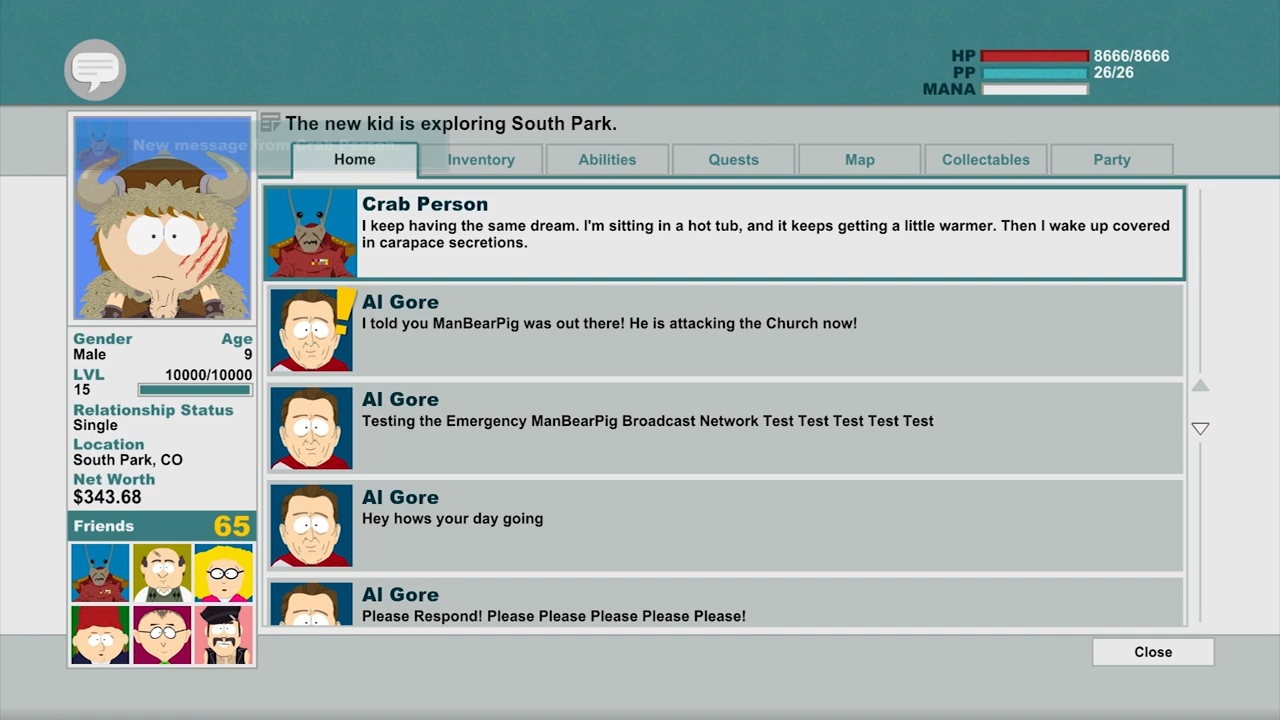 HP 8666/8666
PP 26/26
MANA
The new kid is exploring South Park.
New message from Crab Person.
Home Inventory Abilities Quests Map Collectables Party
Gender Age
Male 9
LVL 10000/10000
15
Relationship Status
Single
Location
South Park, CO
Net Worth
$343.68
Friends 65
Crab Person
I keep having the same dream. I'm sitting in a hot tub, and it keeps getting a little warmer. Then I wake up covered
in carapace secretions.
Al Gore
I told you ManBearPig was out there! He is attacking the Church now!
Al Gore
Testing the Emergency ManBearPig Broadcast Network Test Test Test Test Test
Al Gore
Hey hows your day going
Al Gore
Please Respond! Please Please Please Please Please!
Close